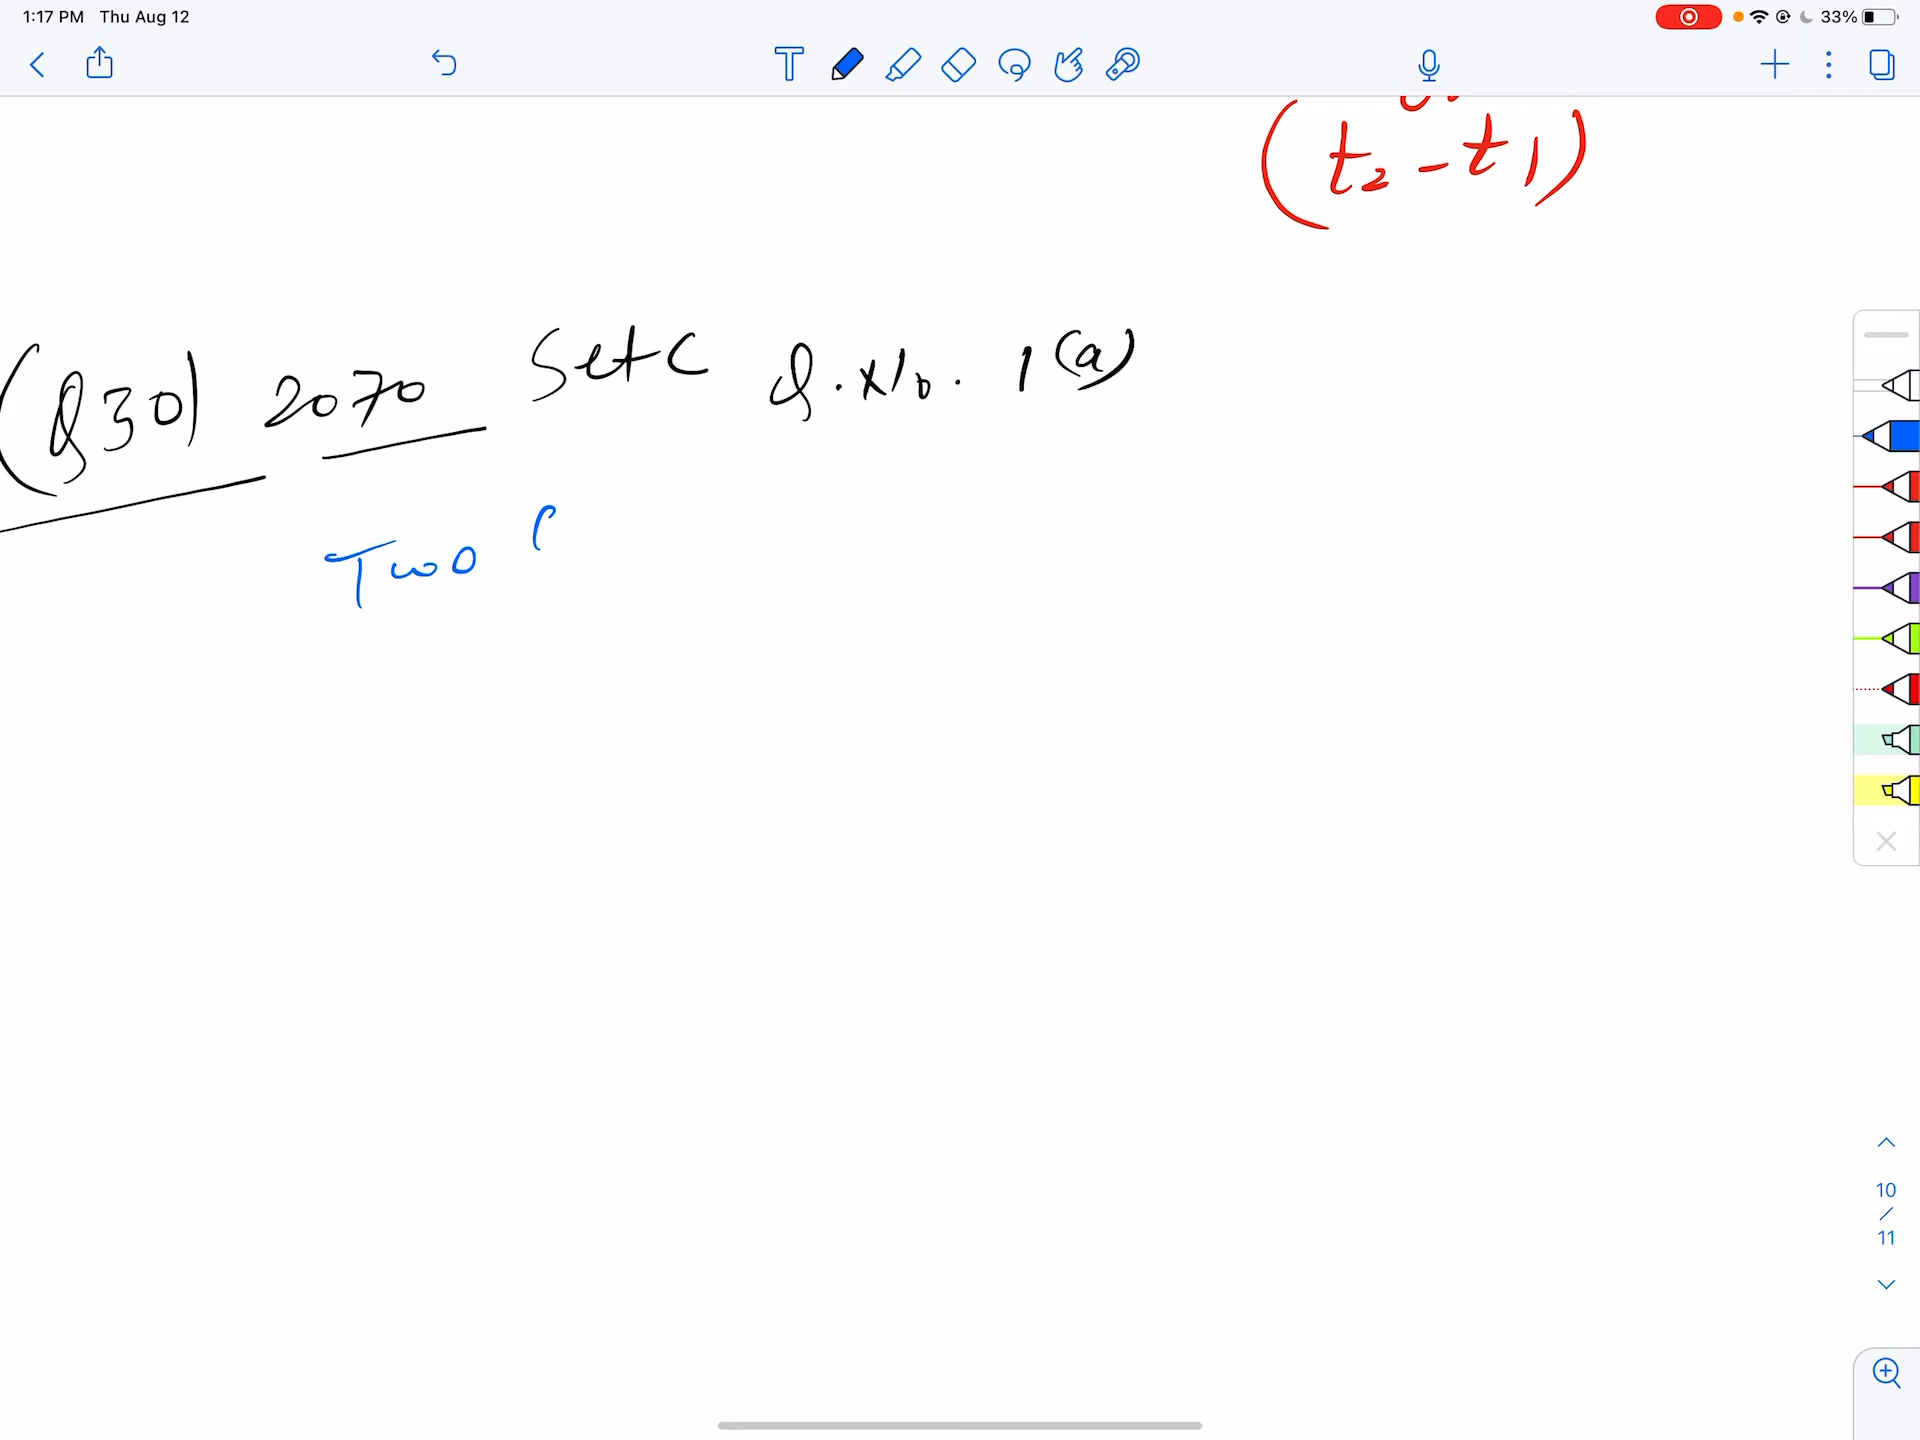 1:17 PM Thu Aug 12
33%
(t₂ - t₁)
(Q30) 2070 Set C Q.No. 1(a)
Two (
10
/
11